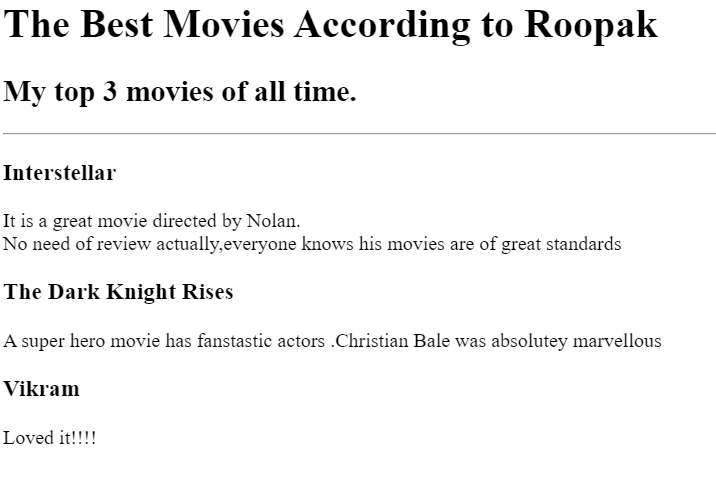 The Best Movies According to Roopak
My top 3 movies of all time.
Interstellar
It is a great movie directed by Nolan.
No need of review actually,everyone knows his movies are of great standards
The Dark Knight Rises
A super hero movie has fanstastic actors .Christian Bale was absolutey marvellous
Vikram
Loved it!!!!